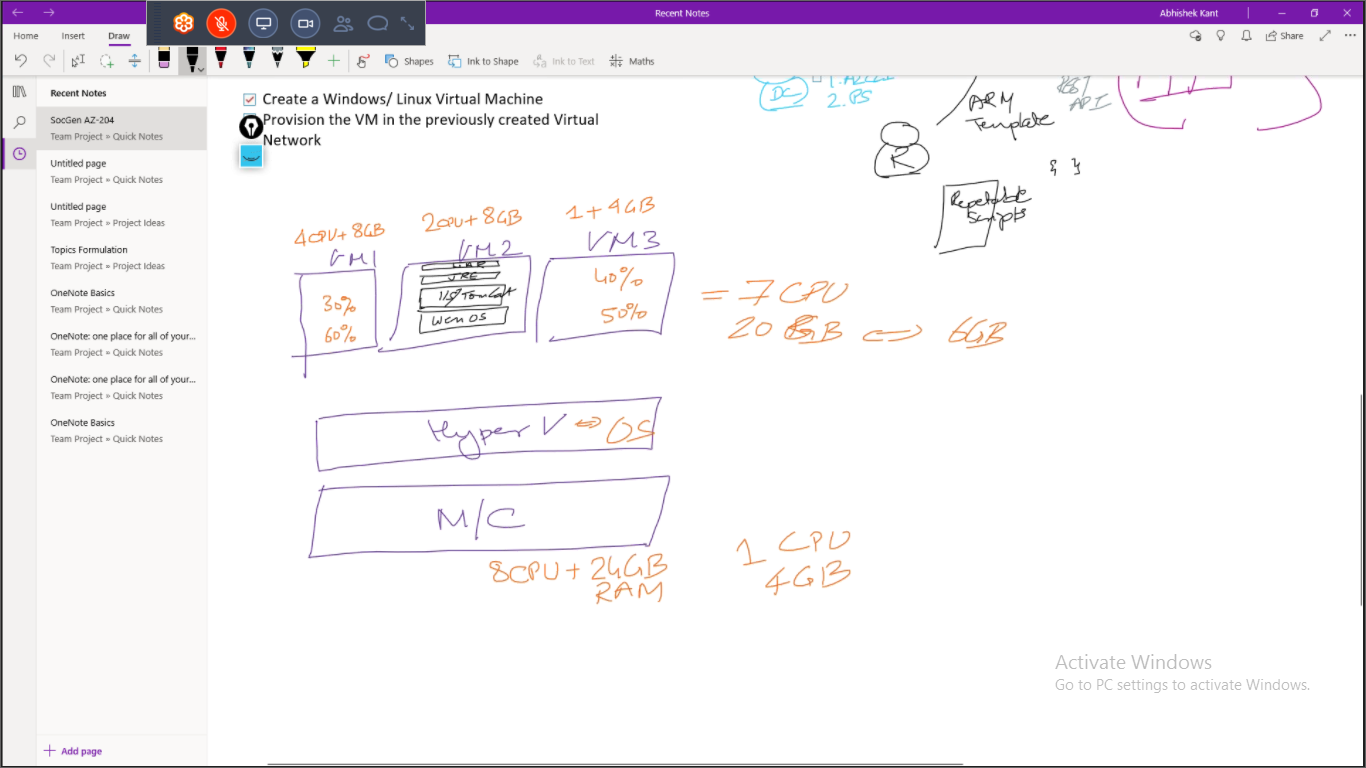 Recent Notes
Abhishek Kant
Home
Insert
Draw
Share
Shapes
Ink to Shape
Ink to Text
Maths
Recent Notes
SocGen AZ-204
Team Project » Quick Notes
Untitled page
Team Project » Quick Notes
Untitled page
Team Project » Project Ideas
Topics Formulation
Team Project » Project Ideas
OneNote Basics
Team Project » Quick Notes
OneNote: one place for all of your...
Team Project » Quick Notes
OneNote: one place for all of your...
Team Project » Quick Notes
OneNote Basics
Team Project » Quick Notes
Add page
Create a Windows/ Linux Virtual Machine
Provision the VM in the previously created Virtual
Network
DC
2. PS
ARM
Template
API
R
{ }
Scripts
4CPU + 8GB
2CPU + 8GB
1 + 4GB
VM1
VM2
VM3
30%
60%
JRE
Win OS
40%
50%
= 7 CPU
20 GB
6GB
Hyper V
OS
M/C
8CPU + 24GB
RAM
1 CPU
4GB
Activate Windows
Go to PC settings to activate Windows.